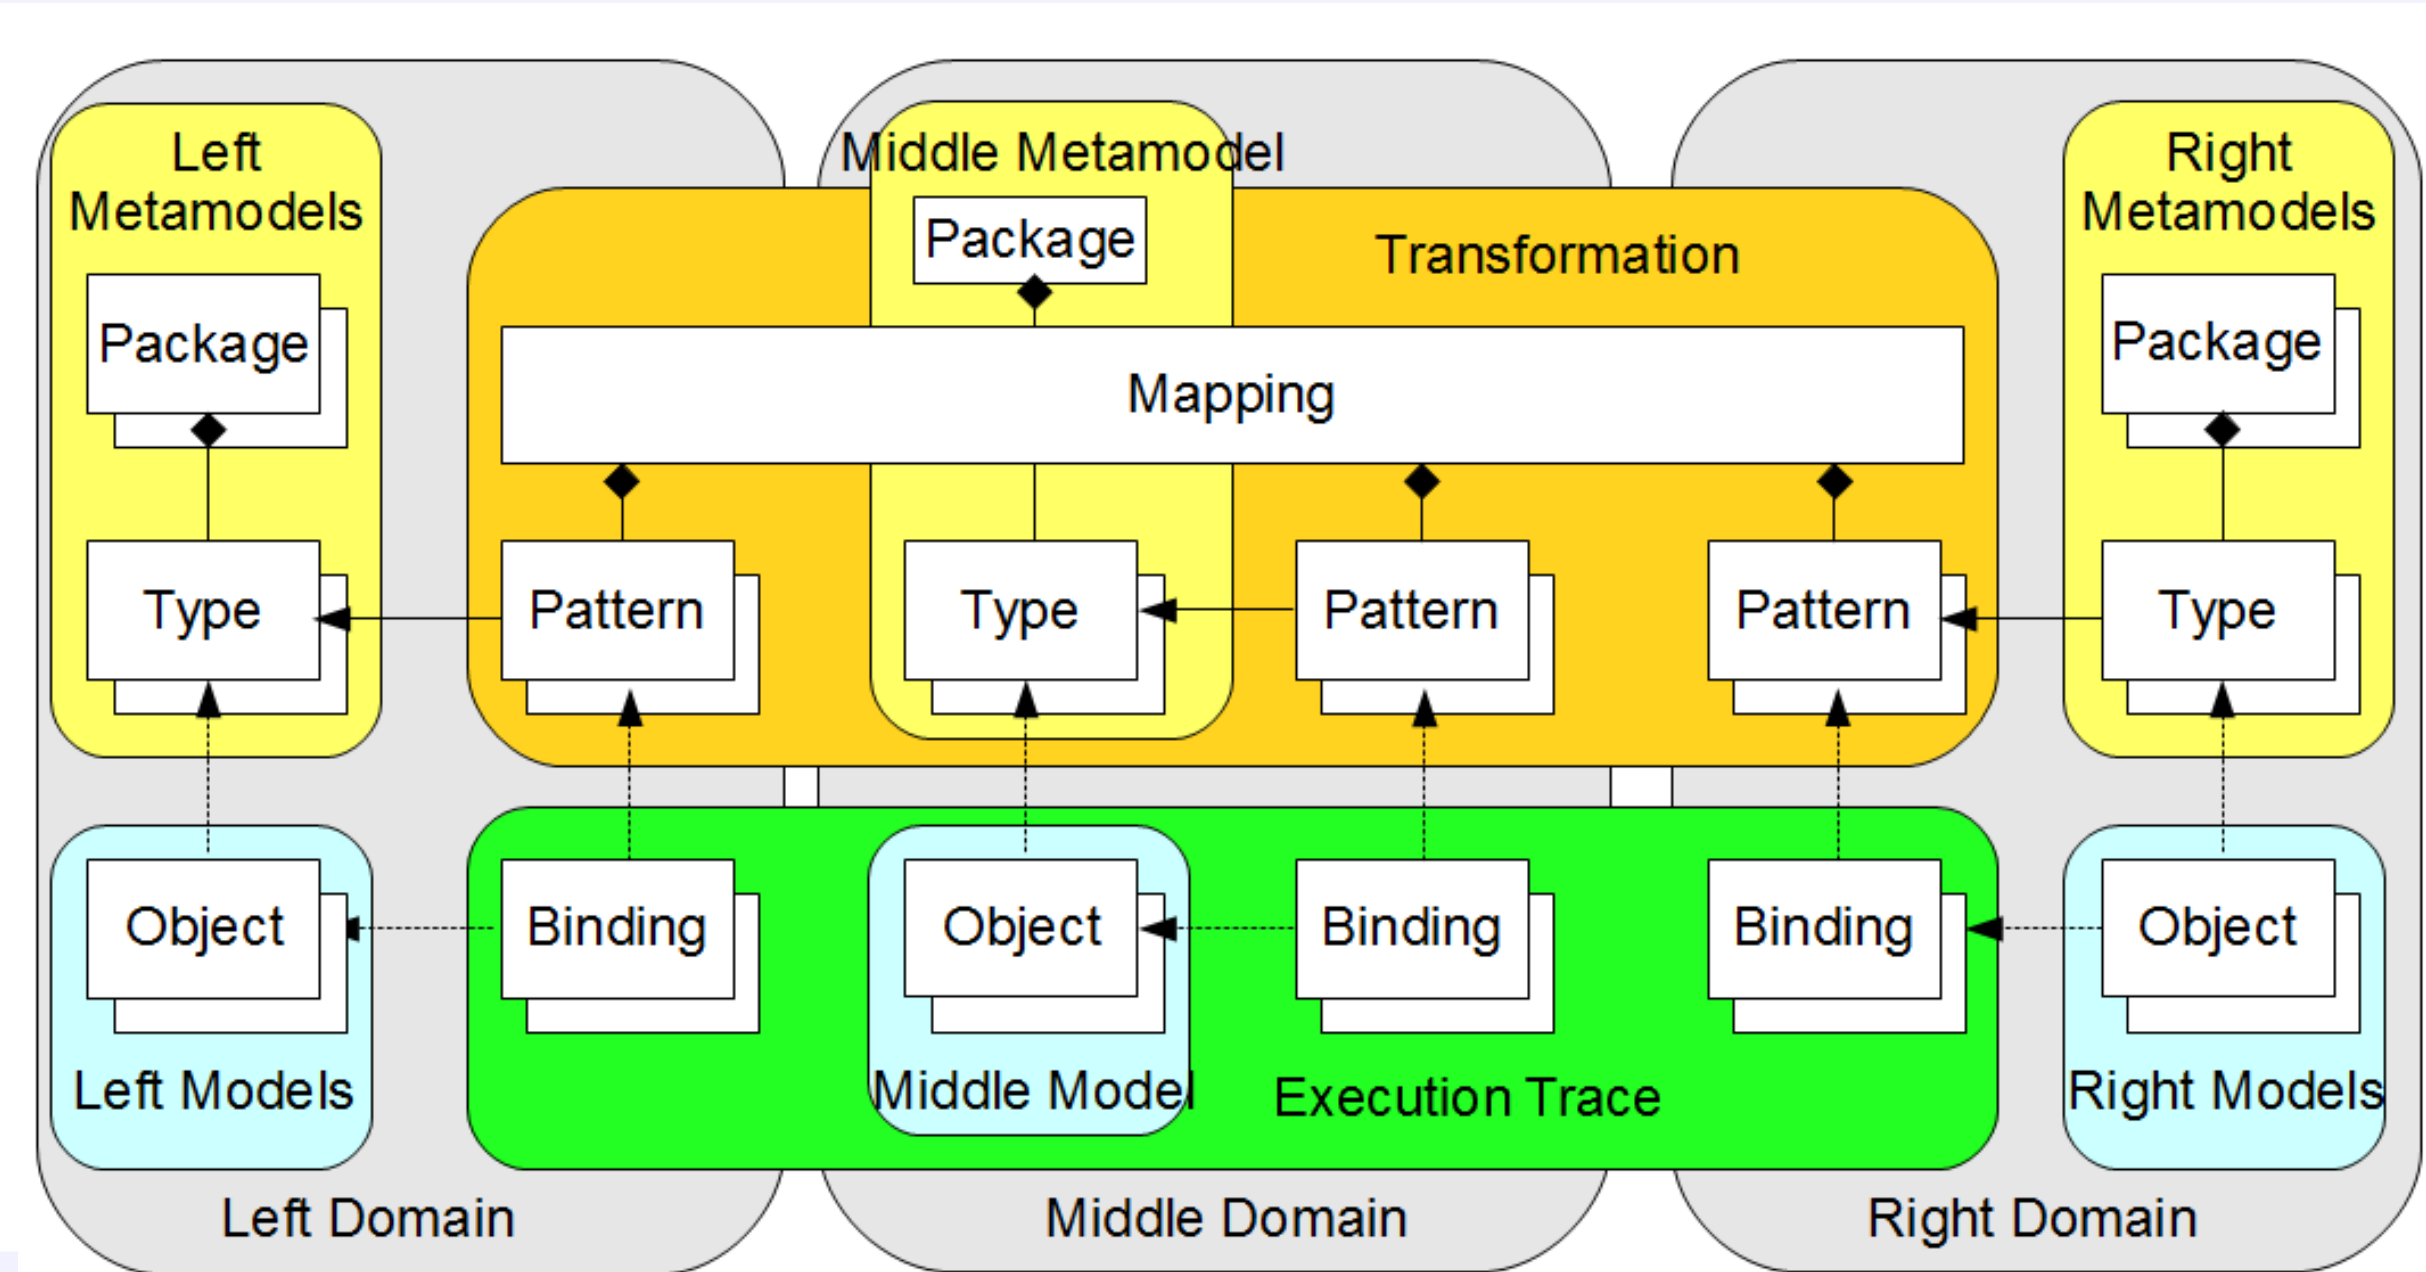 Left
Metamodels
Middle Metamodel
Right
Metamodels
Package
Transformation
Package
Package
Mapping
Type
Pattern
Type
Pattern
Pattern
Type
Object
Binding
Object
Binding
Binding
Object
Left Models
Middle Model
Execution Trace
Right Models
Left Domain
Middle Domain
Right Domain